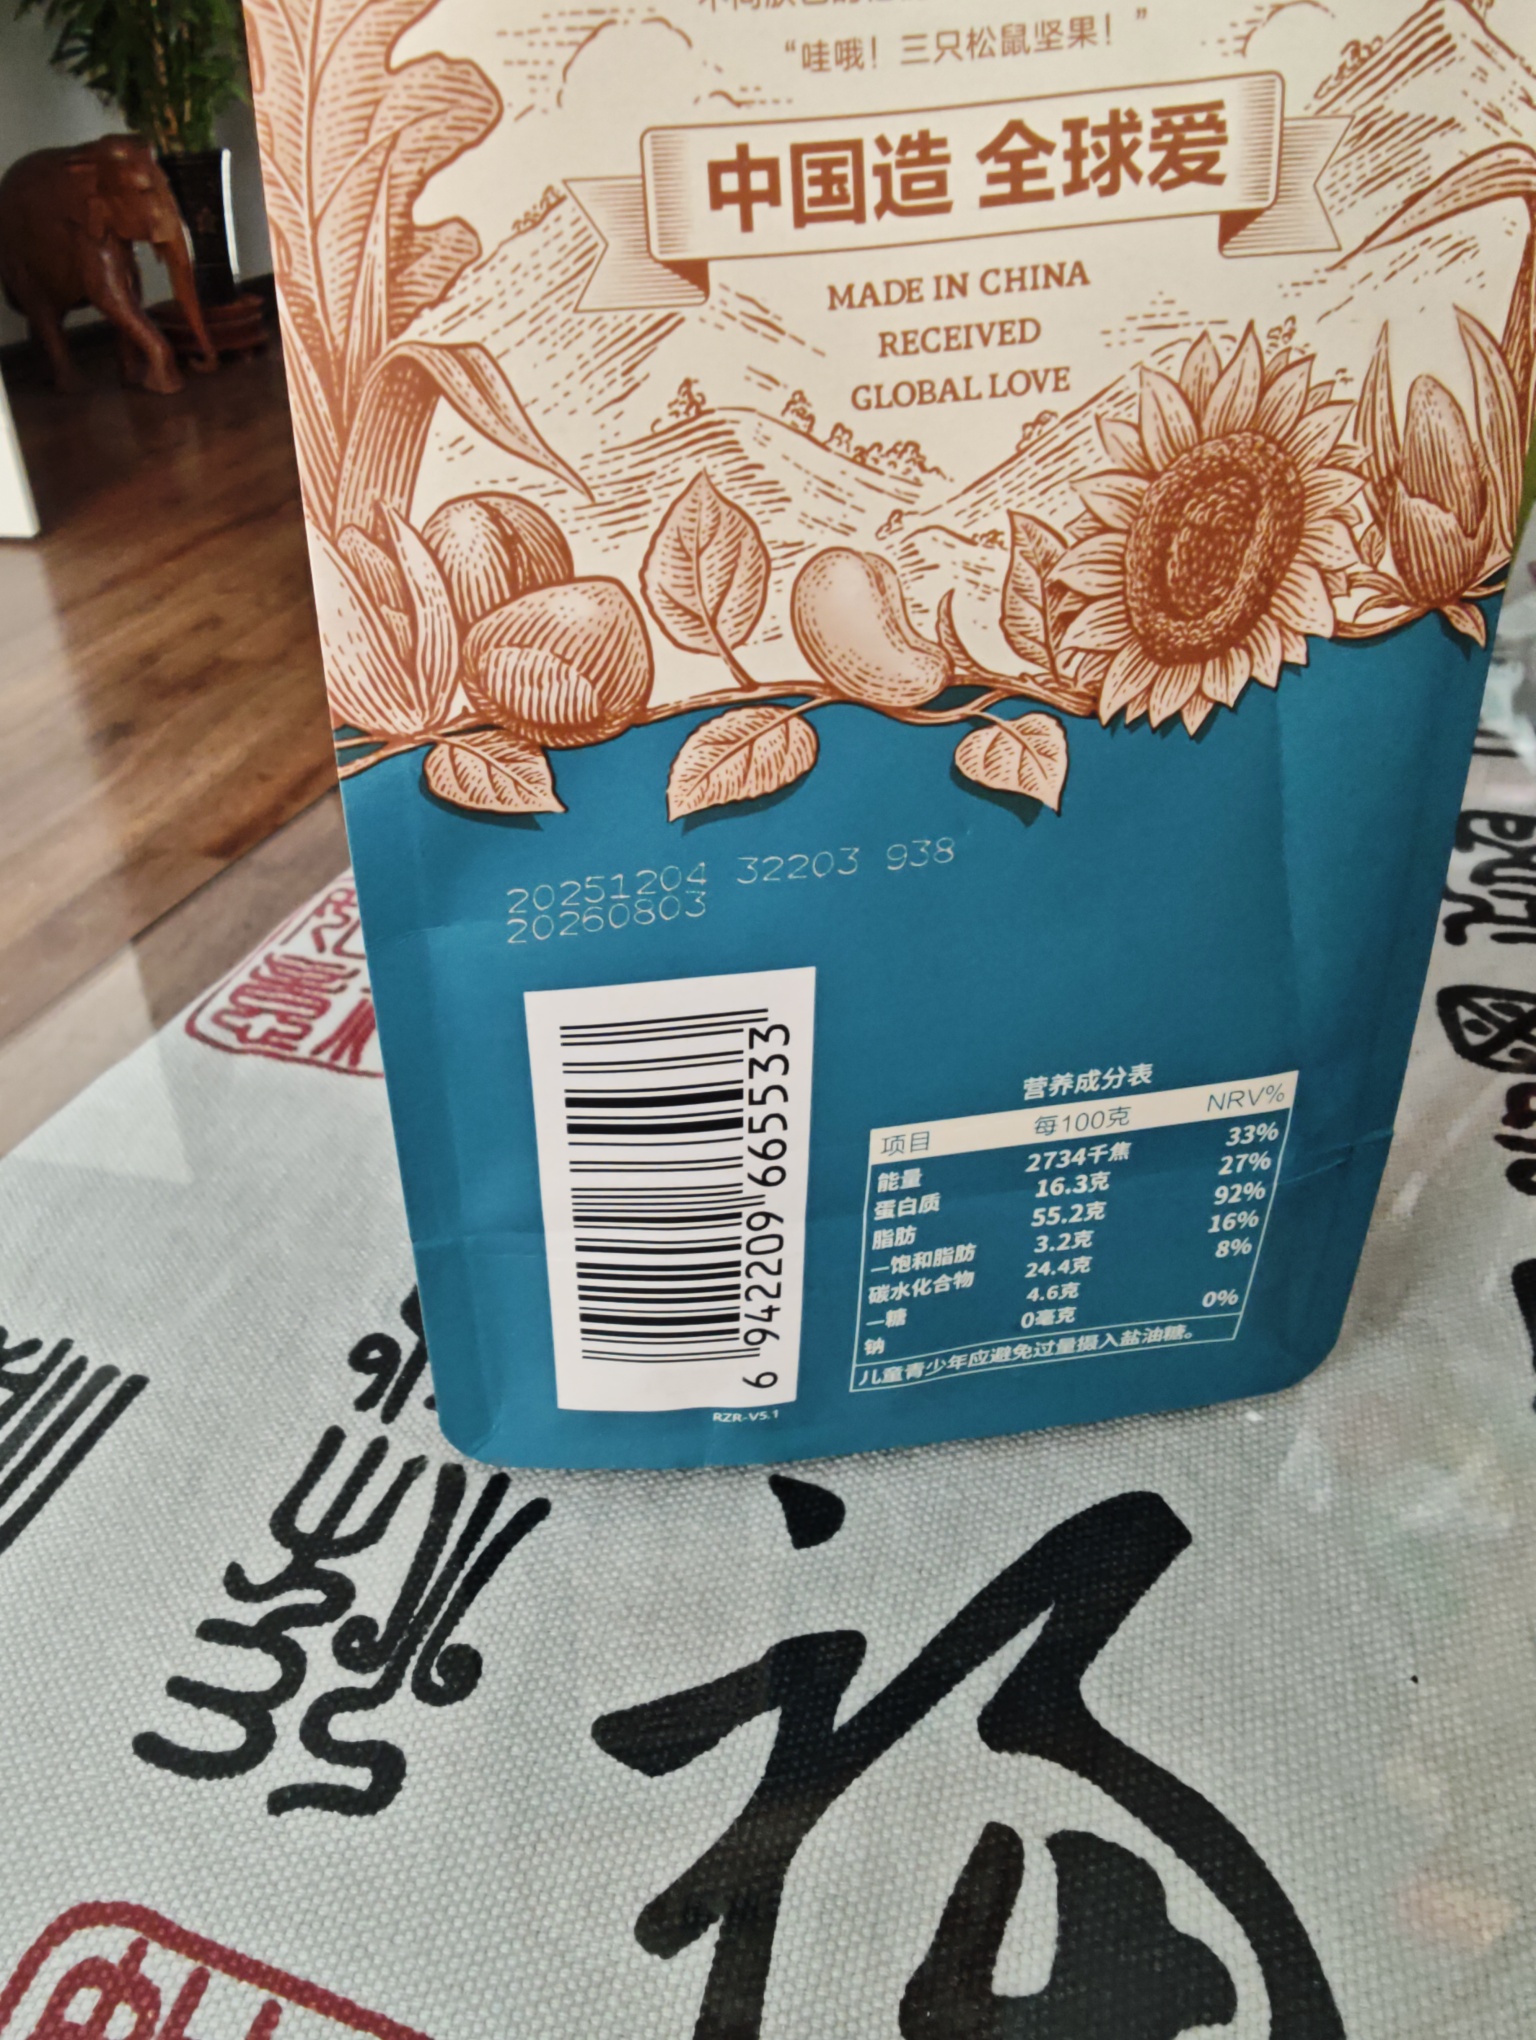 "哇哦！三只松鼠坚果！"
中国造 全球爱
MADE IN CHINA
RECEIVED
GLOBAL LOVE
20251204 32203 938
20260803
6 942209 665533
RZR-V5.1
营养成分表
项目 每100克 NRV%
能量 2734千焦 33%
蛋白质 16.3克 27%
脂肪 55.2克 92%
—饱和脂肪 3.2克 16%
碳水化合物 24.4克 8%
—糖 4.6克
钠 0毫克 0%
儿童青少年应避免过量摄入盐油糖。
福